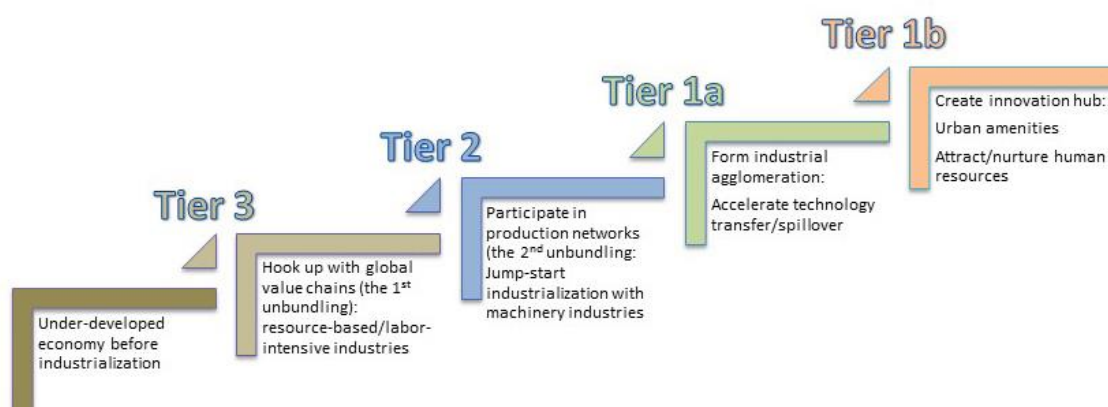 Under-developed
economy before
industrialization
Tier 3
Hook up with global
value chains (the 1st
unbundling):
resource-based/labor-
intensive industries
Tier 2
Participate in
production networks
(the 2nd unbundling:
Jump-start
industrialization with
machinery industries
Tier 1a
Form industrial
agglomeration:
Accelerate technology
transfer/spillover
Tier 1b
Create innovation hub:
Urban amenities
Attract/nurture human
resources